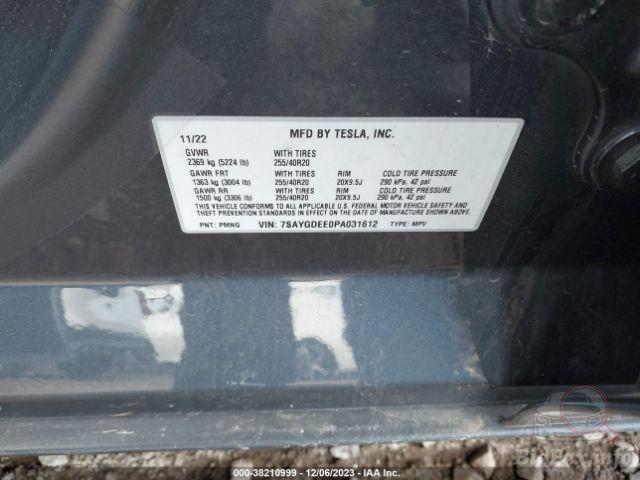 11/22 MFD BY TESLA, INC.
GVWR WITH TIRES
2369 kg (5224 lb) 255/40R20
GAWR FRT WITH TIRES RIM COLD TIRE PRESSURE
1363 kg (3004 lb) 255/40R20 20X9.5J 290 kPa, 42 psi
GAWR RR WITH TIRES RIM COLD TIRE PRESSURE
1500 kg (3306 lb) 255/40R20 20X9.5J 290 kPa, 42 psi
THIS VEHICLE CONFORMS TO ALL APPLICABLE U.S. FEDERAL MOTOR VEHICLE SAFETY AND
THEFT PREVENTION STANDARDS IN EFFECT ON THE DATE OF MANUFACTURE SHOWN ABOVE.
PNT: PMNG VIN: 7SAYGDEE0PA031612 TYPE: MPV
000-38210999 - 12/06/2023 - IAA Inc.
BidFax.info